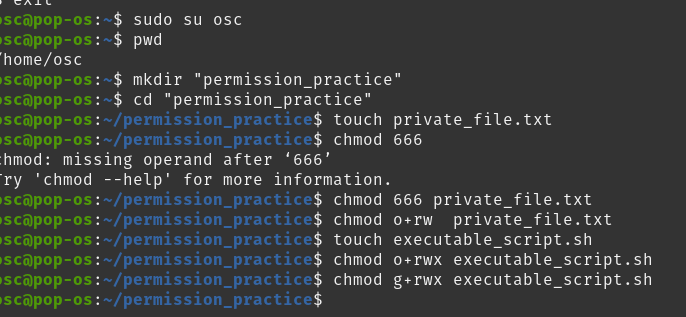 $ exit
osc@pop-os:~$ sudo su osc
osc@pop-os:~$ pwd
/home/osc
osc@pop-os:~$ mkdir "permission_practice"
osc@pop-os:~$ cd "permission_practice"
osc@pop-os:~/permission_practice$ touch private_file.txt
osc@pop-os:~/permission_practice$ chmod 666
chmod: missing operand after ‘666’
Try 'chmod --help' for more information.
osc@pop-os:~/permission_practice$ chmod 666 private_file.txt
osc@pop-os:~/permission_practice$ chmod o+rw  private_file.txt
osc@pop-os:~/permission_practice$ touch executable_script.sh
osc@pop-os:~/permission_practice$ chmod o+rwx executable_script.sh
osc@pop-os:~/permission_practice$ chmod g+rwx executable_script.sh
osc@pop-os:~/permission_practice$